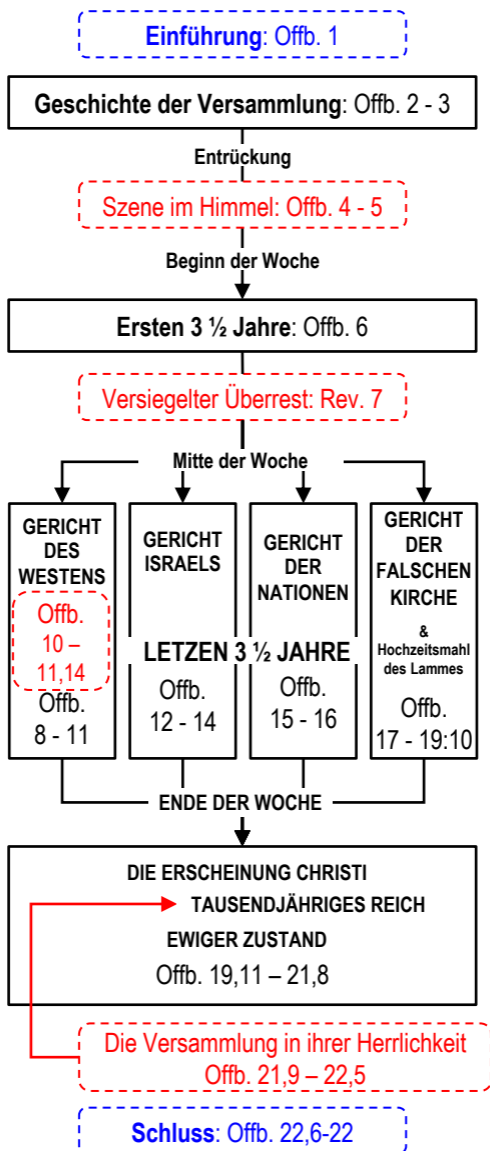 Einführung: Offb. 1
Geschichte der Versammlung: Offb. 2 - 3
Entrückung
Szene im Himmel: Offb. 4 - 5
Beginn der Woche
Ersten 3 ½ Jahre: Offb. 6
Versiegelter Überrest: Rev. 7
Mitte der Woche
GERICHT
DES
WESTENS
Offb.
10 –
11,14
Offb.
8 - 11
GERICHT
ISRAELS
Offb.
12 - 14
GERICHT
DER
NATIONEN
Offb.
15 - 16
GERICHT
DER
FALSCHEN
KIRCHE
&
Hochzeitsmahl
des Lammes
Offb.
17 - 19:10
LETZEN 3 ½ JAHRE
ENDE DER WOCHE
DIE ERSCHEINUNG CHRISTI
TAUSENDJÄHRIGES REICH
EWIGER ZUSTAND
Offb. 19,11 – 21,8
Die Versammlung in ihrer Herrlichkeit
Offb. 21,9 – 22,5
Schluss: Offb. 22,6-22